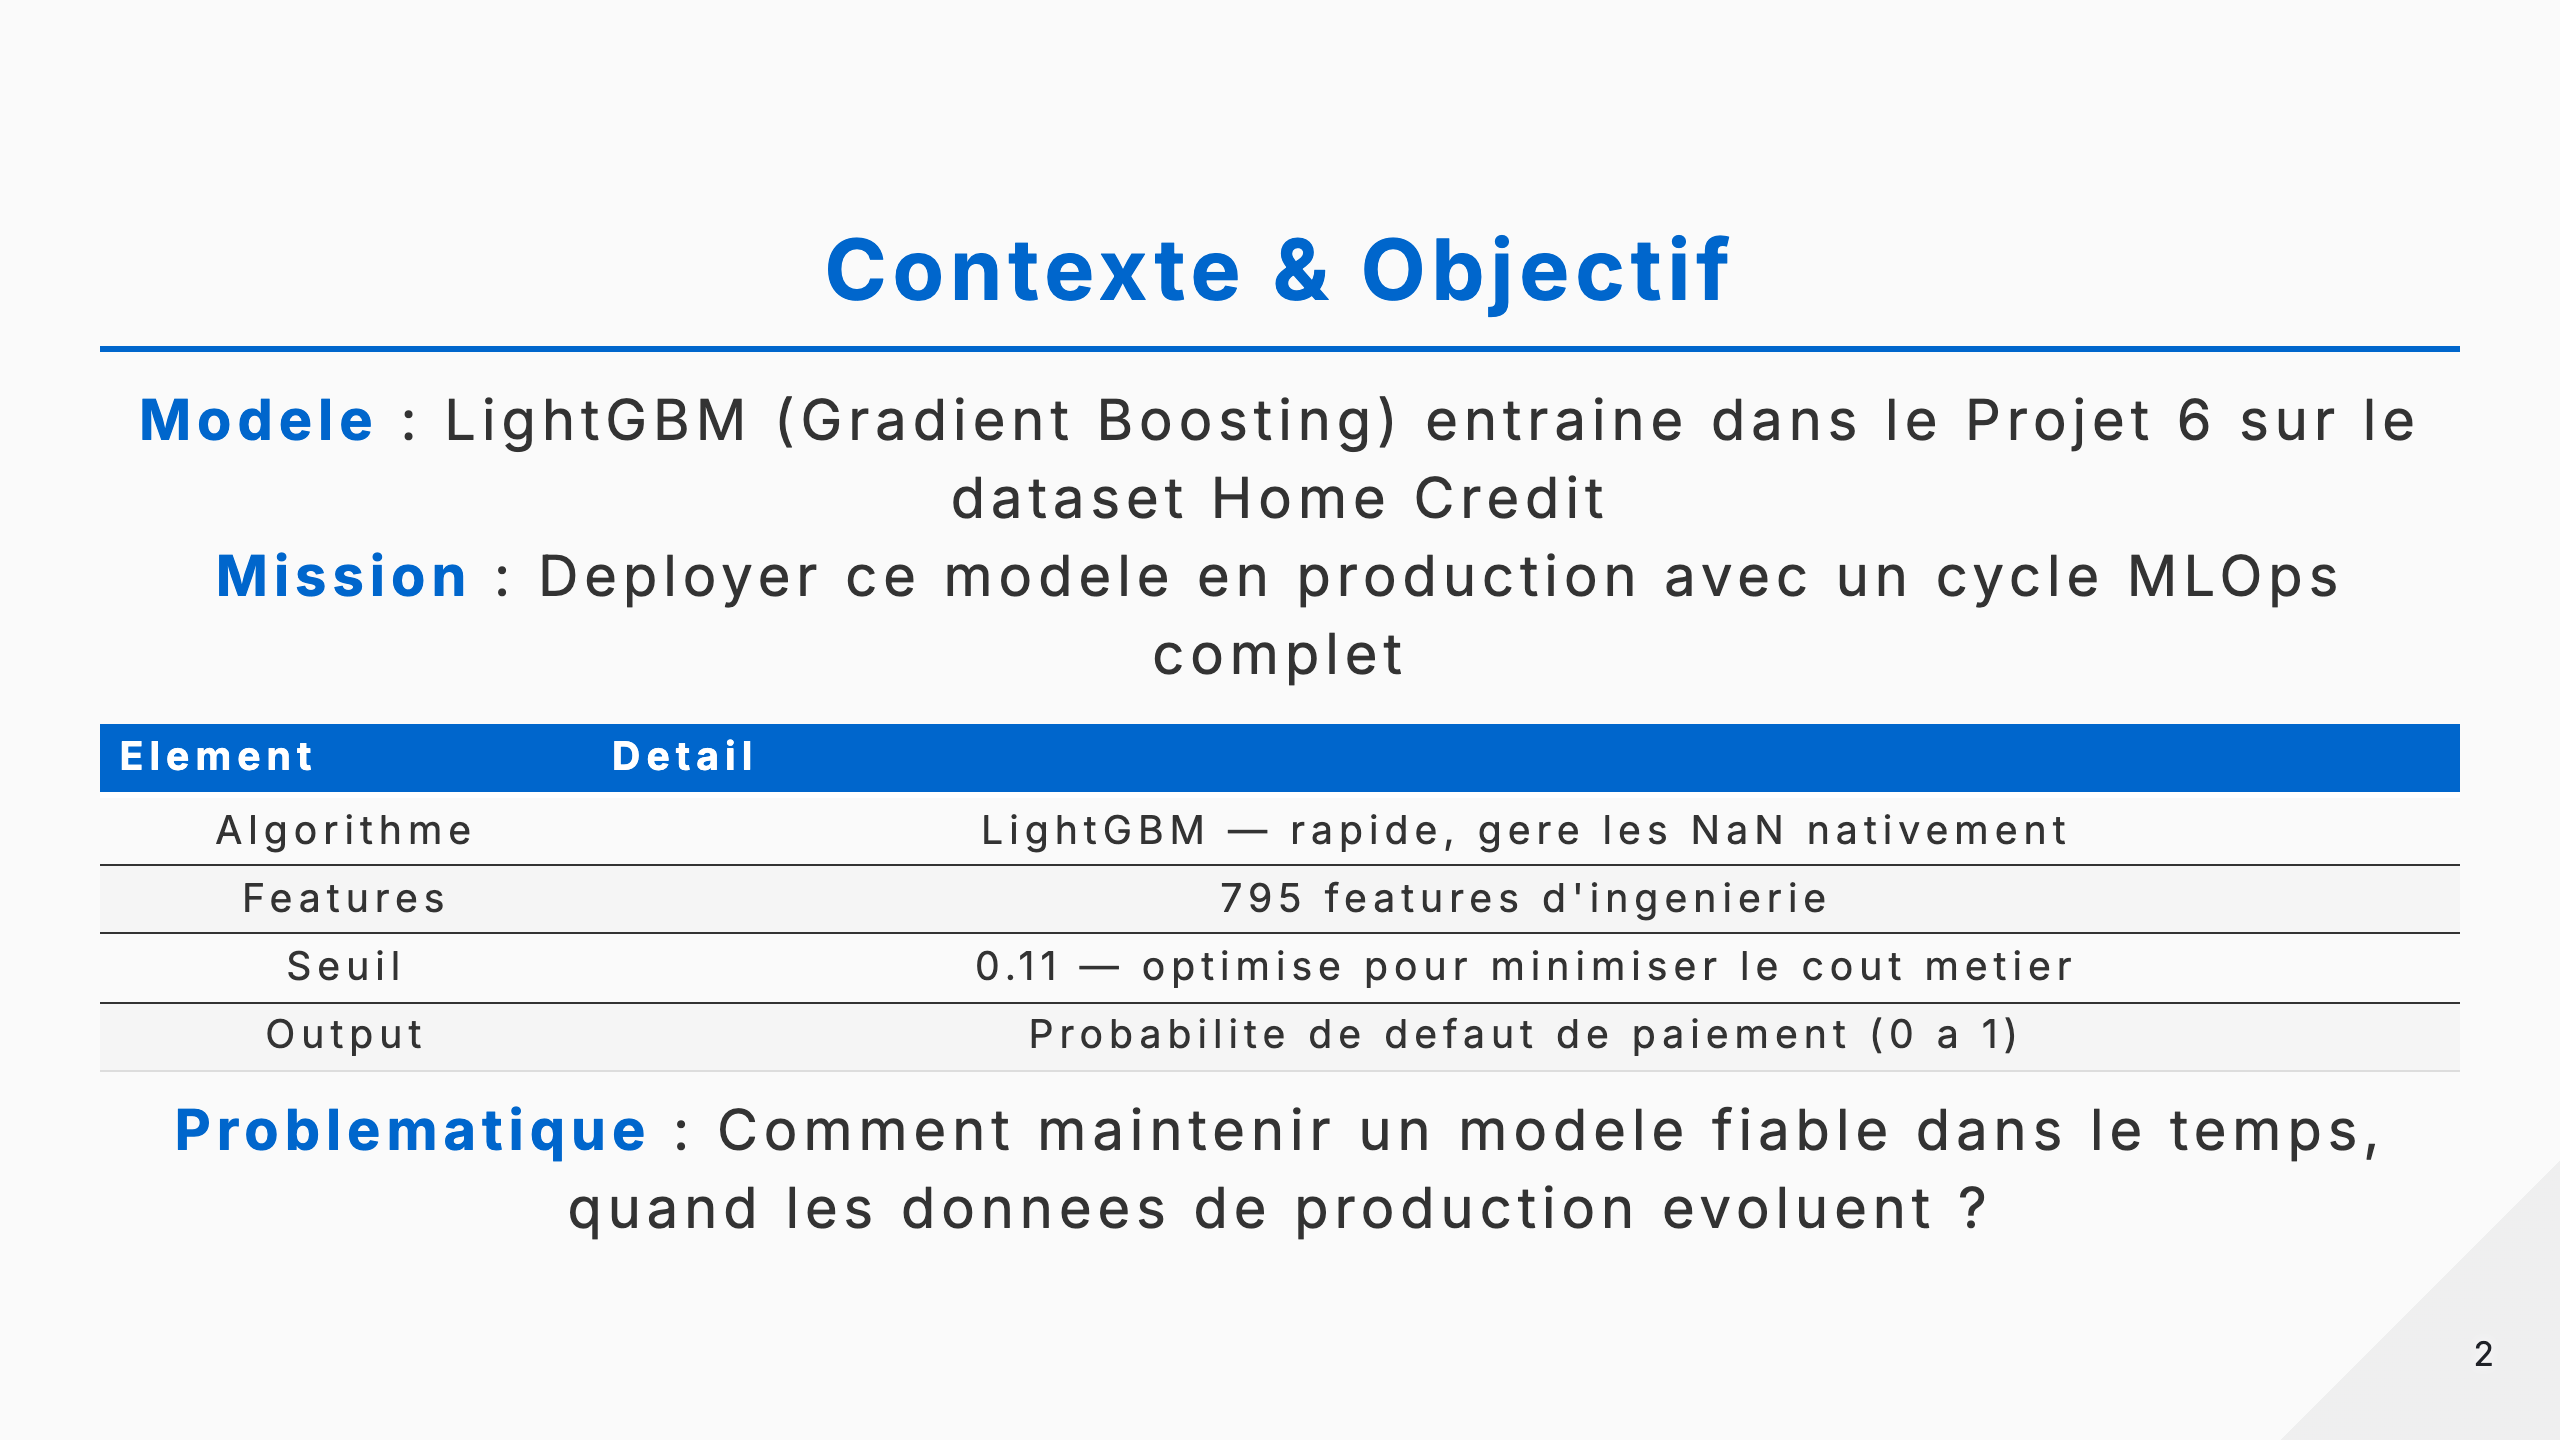 Contexte & Objectif
Modele : LightGBM (Gradient Boosting) entraine dans le Projet 6 sur le
dataset Home Credit
Mission : Deployer ce modele en production avec un cycle MLOps
complet
Element Detail
Algorithme LightGBM — rapide, gere les NaN nativement
Features 795 features d'ingenierie
Seuil 0.11 — optimise pour minimiser le cout metier
Output Probabilite de defaut de paiement (0 a 1)
Problematique : Comment maintenir un modele fiable dans le temps,
quand les donnees de production evoluent ?
2